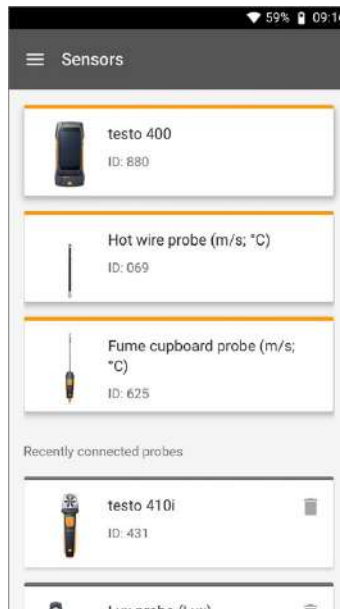 59% 09:14
Sensors
testo 400
ID: 880
Hot wire probe (m/s; °C)
ID: 069
Fume cupboard probe (m/s;
°C)
ID: 625
Recently connected probes
testo 410i
ID: 431